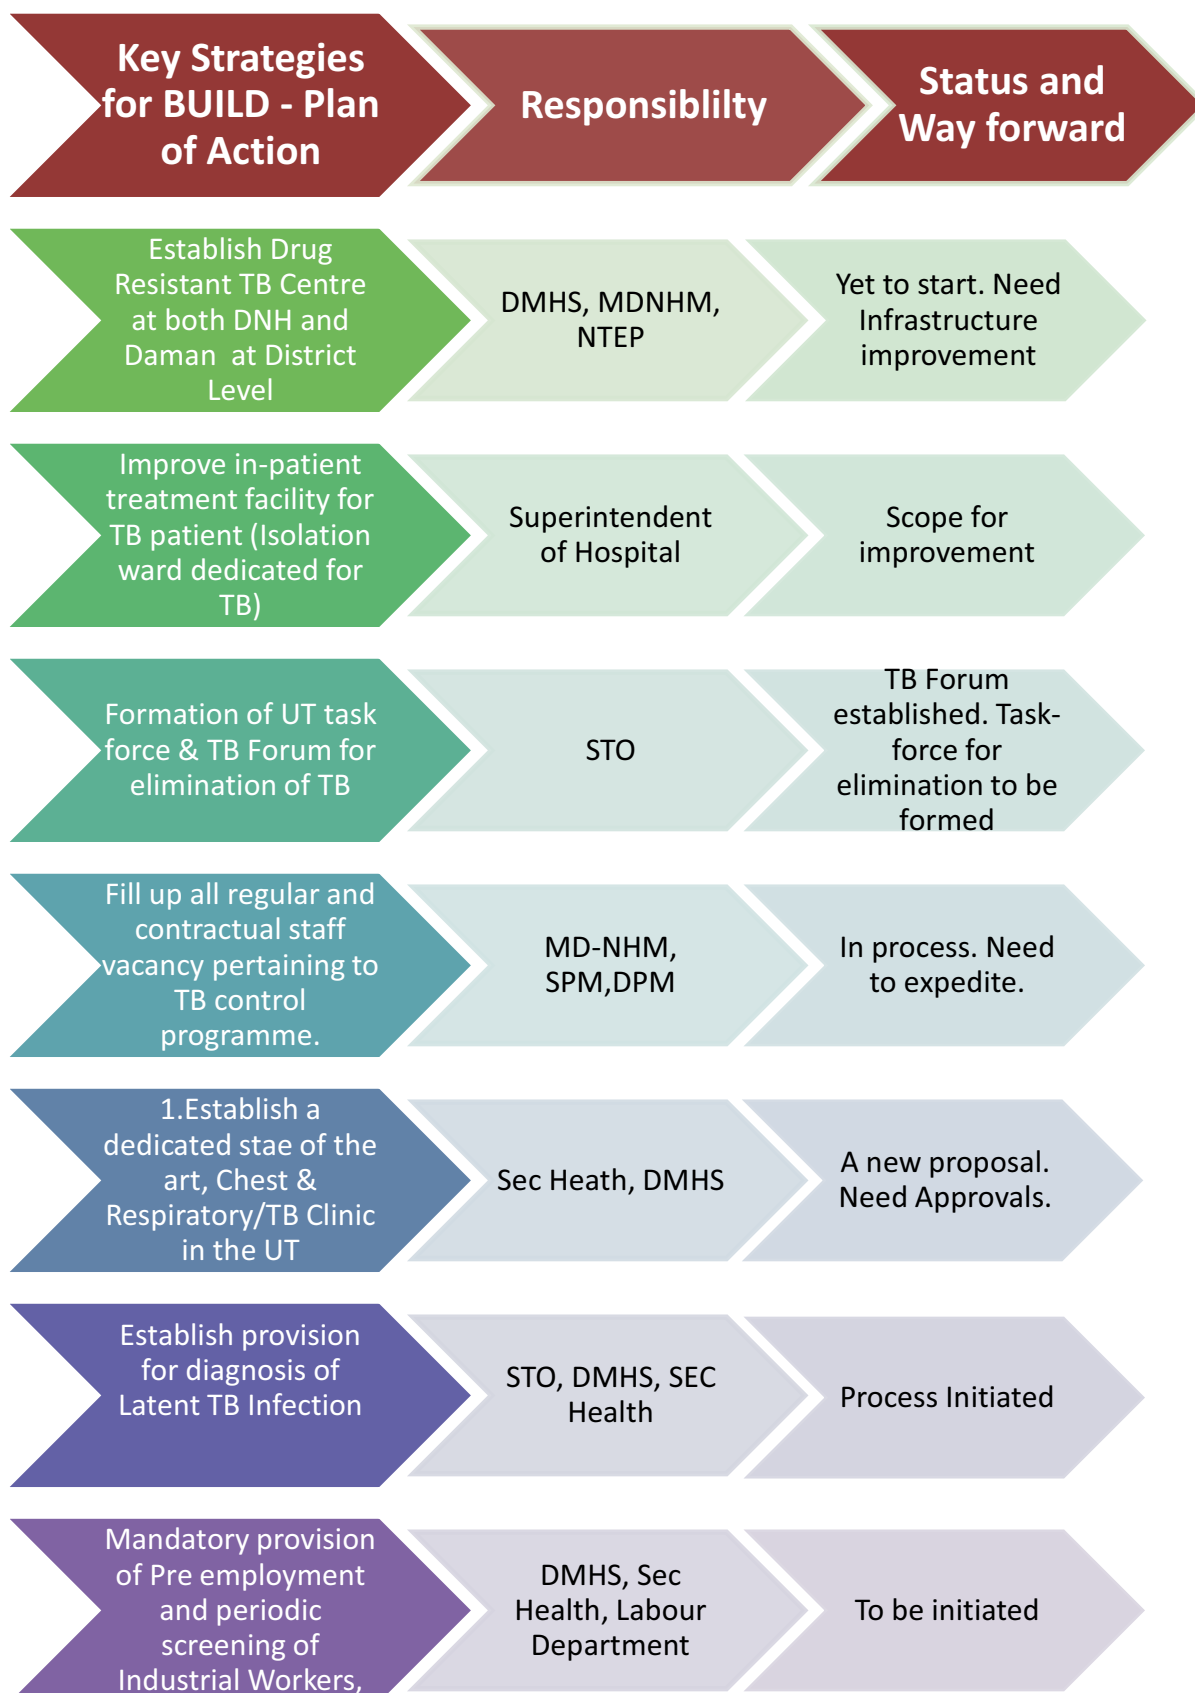 Key Strategies
for BUILD - Plan
of Action
Responsiblilty
Status and
Way forward
Establish Drug
Resistant TB Centre
at both DNH and
Daman at District
Level
DMHS, MDNHM,
NTEP
Yet to start. Need
Infrastructure
improvement
Improve in-patient
treatment facility for
TB patient (Isolation
ward dedicated for
TB)
Superintendent
of Hospital
Scope for
improvement
Formation of UT task
force & TB Forum for
elimination of TB
STO
TB Forum
established. Task-
force for
elimination to be
formed
Fill up all regular and
contractual staff
vacancy pertaining to
TB control
programme.
MD-NHM,
SPM,DPM
In process. Need
to expedite.
1.Establish a
dedicated stae of the
art, Chest &
Respiratory/TB Clinic
in the UT
Sec Heath, DMHS
A new proposal.
Need Approvals.
Establish provision
for diagnosis of
Latent TB Infection
STO, DMHS, SEC
Health
Process Initiated
Mandatory provision
of Pre employment
and periodic
screening of
Industrial Workers,
DMHS, Sec
Health, Labour
Department
To be initiated